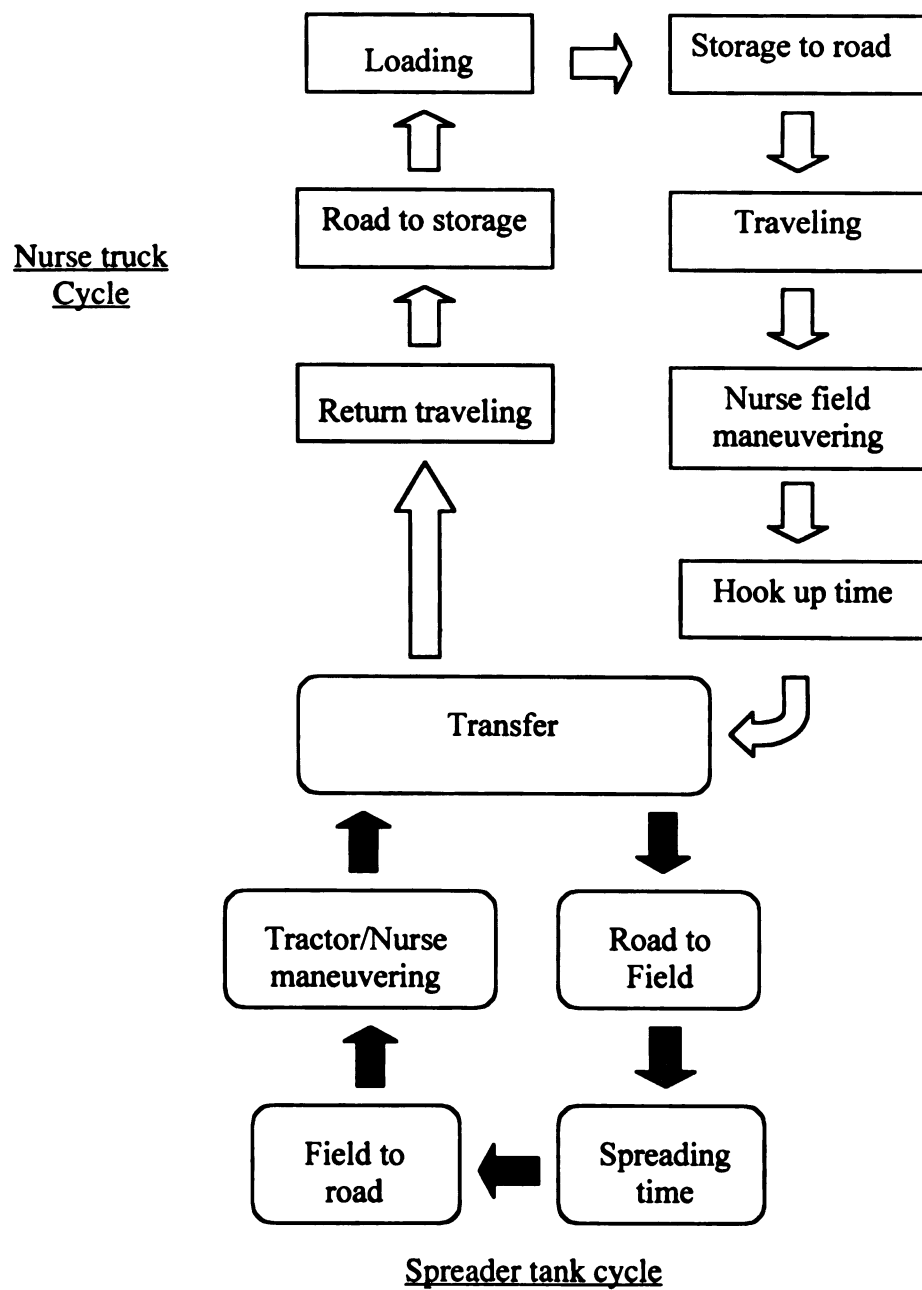 Loading
Storage to road
Road to storage
Traveling
Nurse truck
Cycle
Return traveling
Nurse field
maneuvering
Hook up time
Transfer
Tractor/Nurse
maneuvering
Road to
Field
Field to
road
Spreading
time
Spreader tank cycle